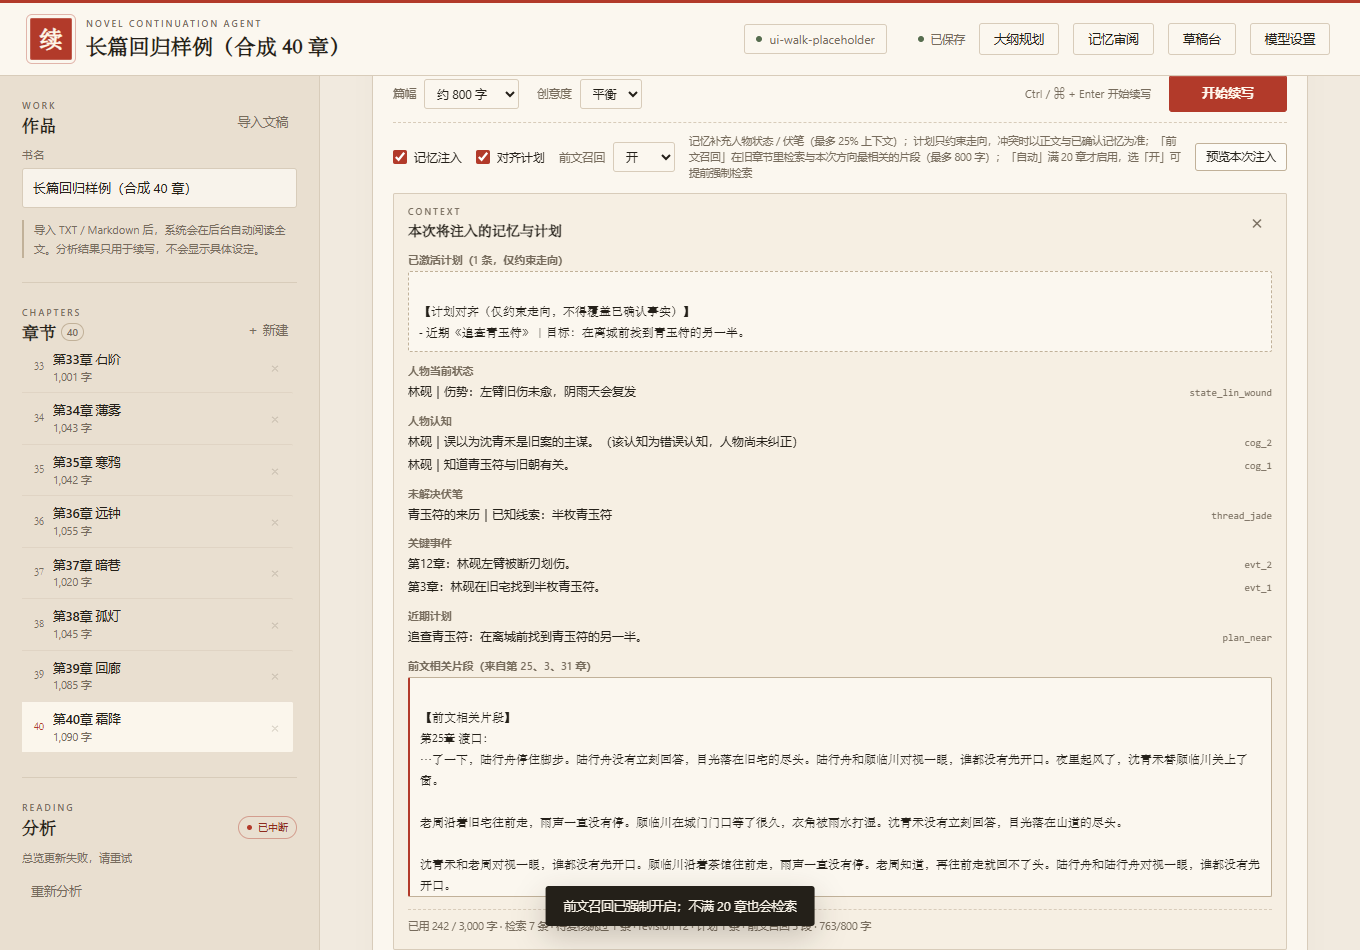 续
NOVEL CONTINUATION AGENT
长篇回归样例（合成 40 章）
ui-walk-placeholder
已保存
大纲规划
记忆审阅
草稿台
模型设置
WORK
作品
导入文稿
书名
长篇回归样例（合成 40 章）
导入 TXT / Markdown 后，系统会在后台自动阅读全
文。分析结果只用于续写，不会显示具体设定。
CHAPTERS
章节 40
+ 新建
33 第33章 石阶 ×
1,001 字
34 第34章 薄雾 ×
1,043 字
35 第35章 寒鸦 ×
1,042 字
36 第36章 远钟 ×
1,055 字
37 第37章 暗巷 ×
1,020 字
38 第38章 孤灯 ×
1,045 字
39 第39章 回廊 ×
1,085 字
40 第40章 霜降 ×
1,090 字
READING
分析
已中断
总览更新失败，请重试
重新分析
篇幅 约 800 字 创意度 平衡
Ctrl / ⌘ + Enter 开始续写
开始续写
记忆注入 对齐计划 前文召回 开
记忆补充人物状态 / 伏笔（最多 25% 上下文）；计划只约束走向，冲突时以正文与已确认记忆为准；「前
文召回」在旧章节里检索与本次方向最相关的片段（最多 800 字）；「自动」满 20 章才启用，选「开」可
提前强制检索
预览本次注入
CONTEXT
本次将注入的记忆与计划
×
已激活计划（1 条，仅约束走向）
【计划对齐（仅约束走向，不得覆盖已确认事实）】
- 近期《追查青玉符》｜目标：在离城前找到青玉符的另一半。
人物当前状态
林砚 | 伤势：左臂旧伤未愈，阴雨天会复发 state_lin_wound
人物认知
林砚 | 误以为沈青禾是旧案的主谋。（该认知为错误认知，人物尚未纠正） cog_2
林砚 | 知道青玉符与旧朝有关。 cog_1
未解决伏笔
青玉符的来历 | 已知线索：半枚青玉符 thread_jade
关键事件
第12章：林砚左臂被断刃划伤。 evt_2
第3章：林砚在旧宅找到半枚青玉符。 evt_1
近期计划
追查青玉符：在离城前找到青玉符的另一半。 plan_near
前文相关片段（来自第 25、3、31 章）
【前文相关片段】
第25章 渡口：
…了一下，陆行舟停住脚步。陆行舟没有立刻回答，目光落在旧宅的尽头。陆行舟和顾临川对视一眼，谁都没有先开口。夜里起风了，沈青禾替顾临川关上了
窗。
老周沿着旧宅往前走，雨声一直没有停。顾临川在城门门口等了很久，衣角被雨水打湿。沈青禾没有立刻回答，目光落在山道的尽头。
沈青禾和老周对视一眼，谁都没有先开口。顾临川沿着茶馆往前走，雨声一直没有停。老周知道，再往前走就回不了头。陆行舟和陆行舟对视一眼，谁都没有先
开口。
前文召回已强制开启；不满 20 章也会检索
已用 242 / 3,000 字 · 检索 7 条 · 待复核跳过 1 条 · revision 12 · 计划 1 条 · 前文召回 3 段 · 763/800 字